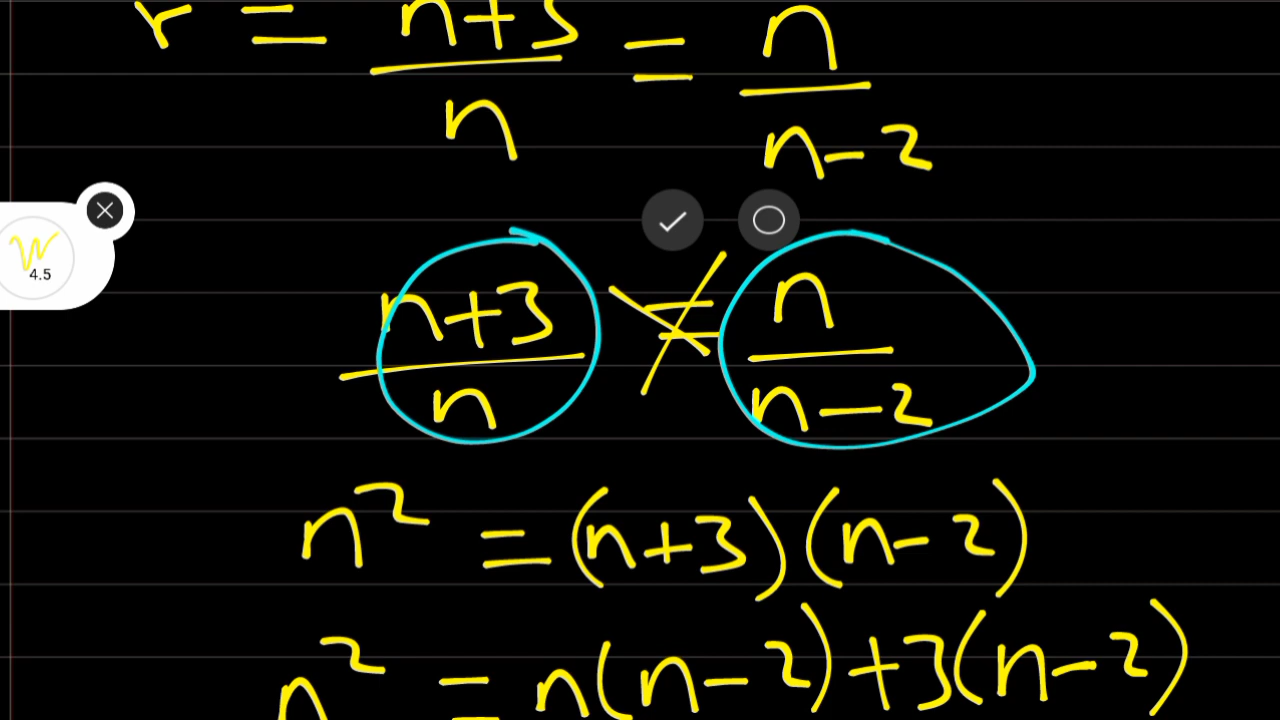 r = n+3/n = n/n-2
4.5
n+3/n = n/n-2
n² = (n+3)(n-2)
n² = n(n-2)+3(n-2)